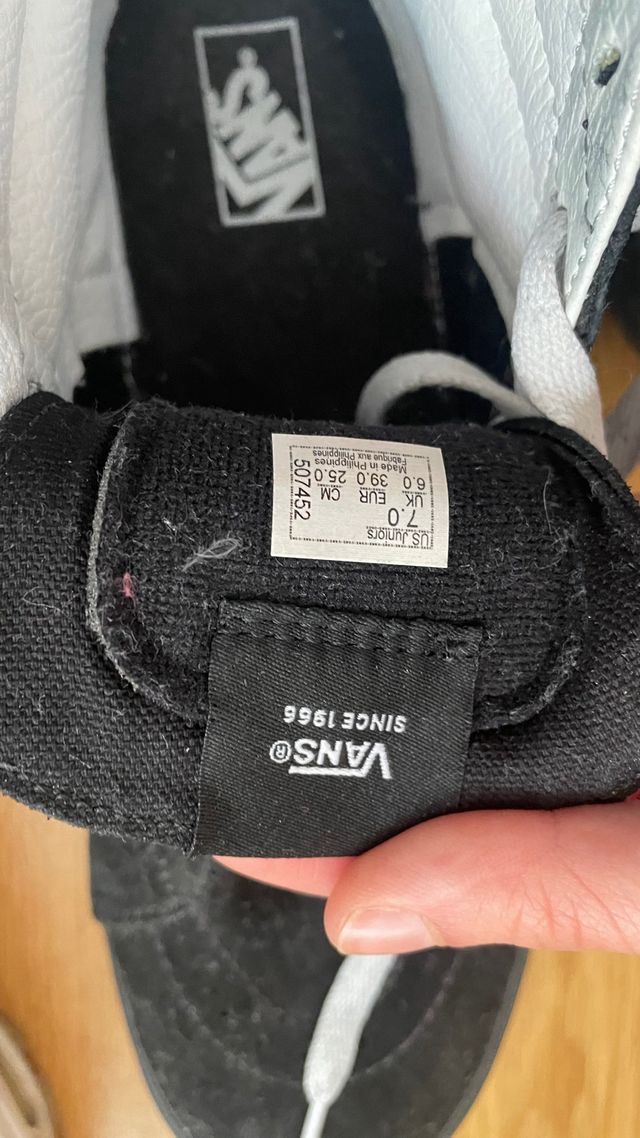 VANS
US Juniors
7.0
UK EUR CM
6.0 39.0 25.0
Made in Philippines
Fabriqué aux Philippines
507452
VANS®
SINCE 1966